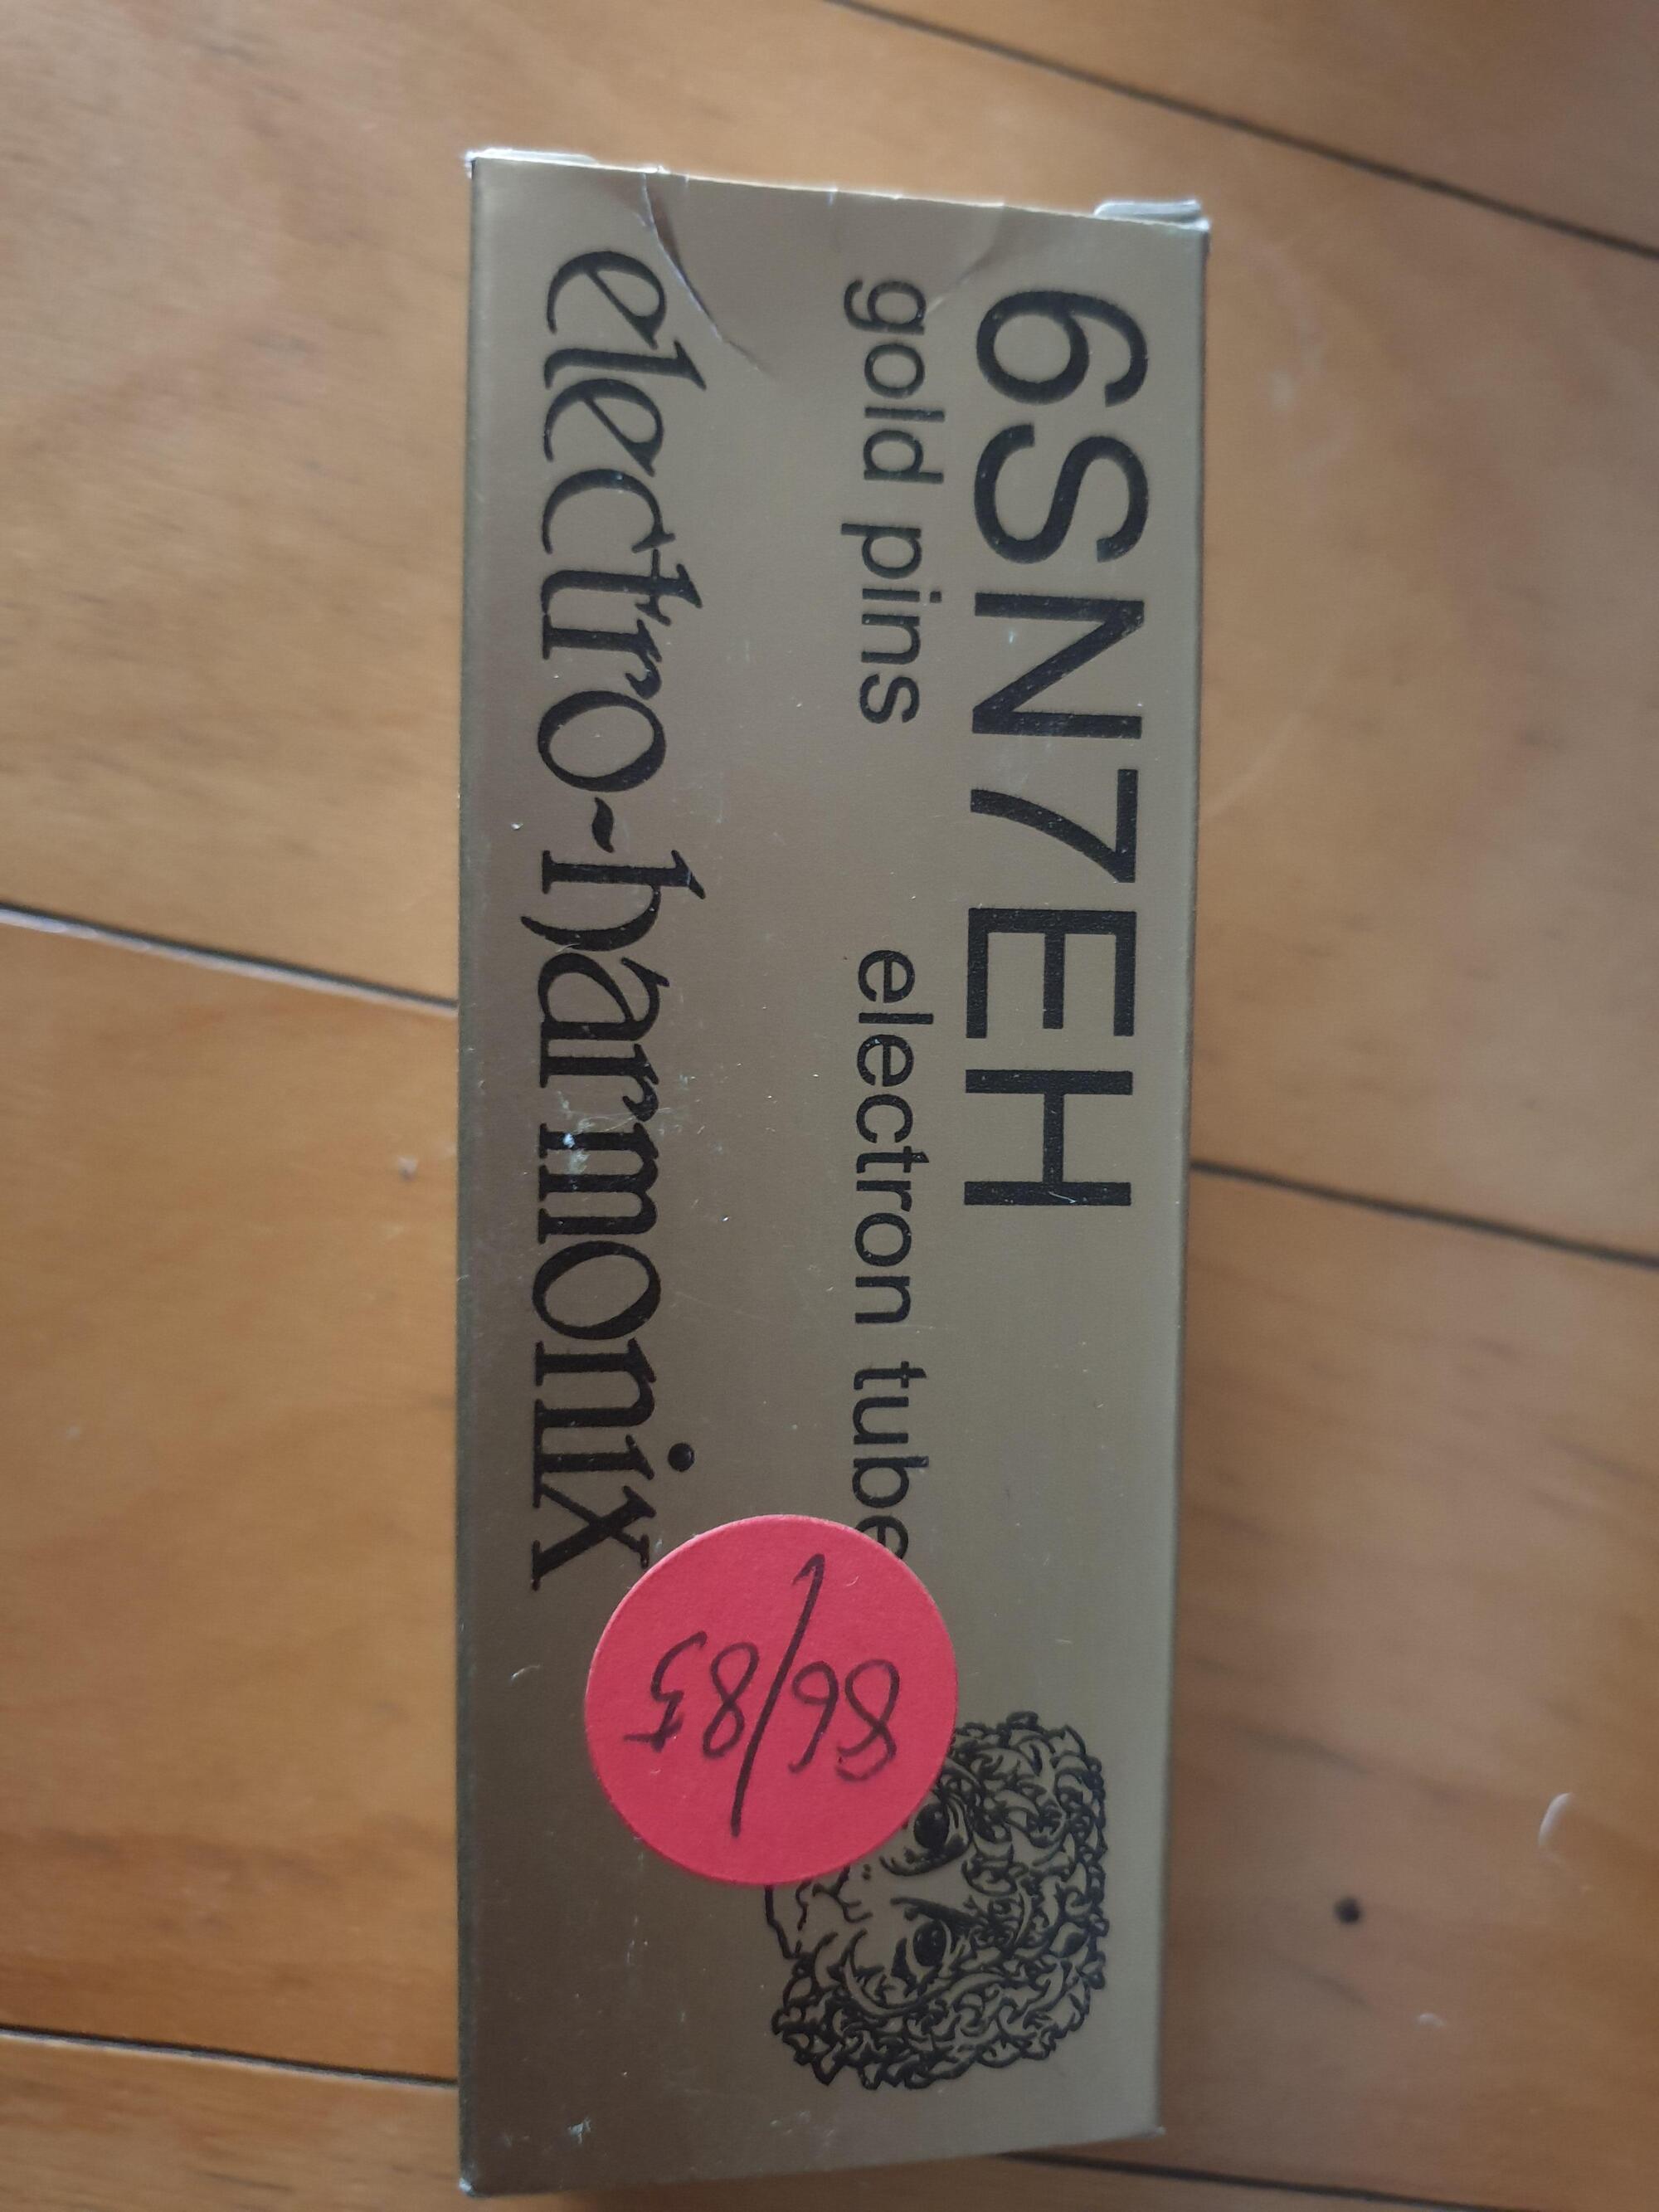 6SN7EH
gold pins electron tube
electro-harmonix
86/85